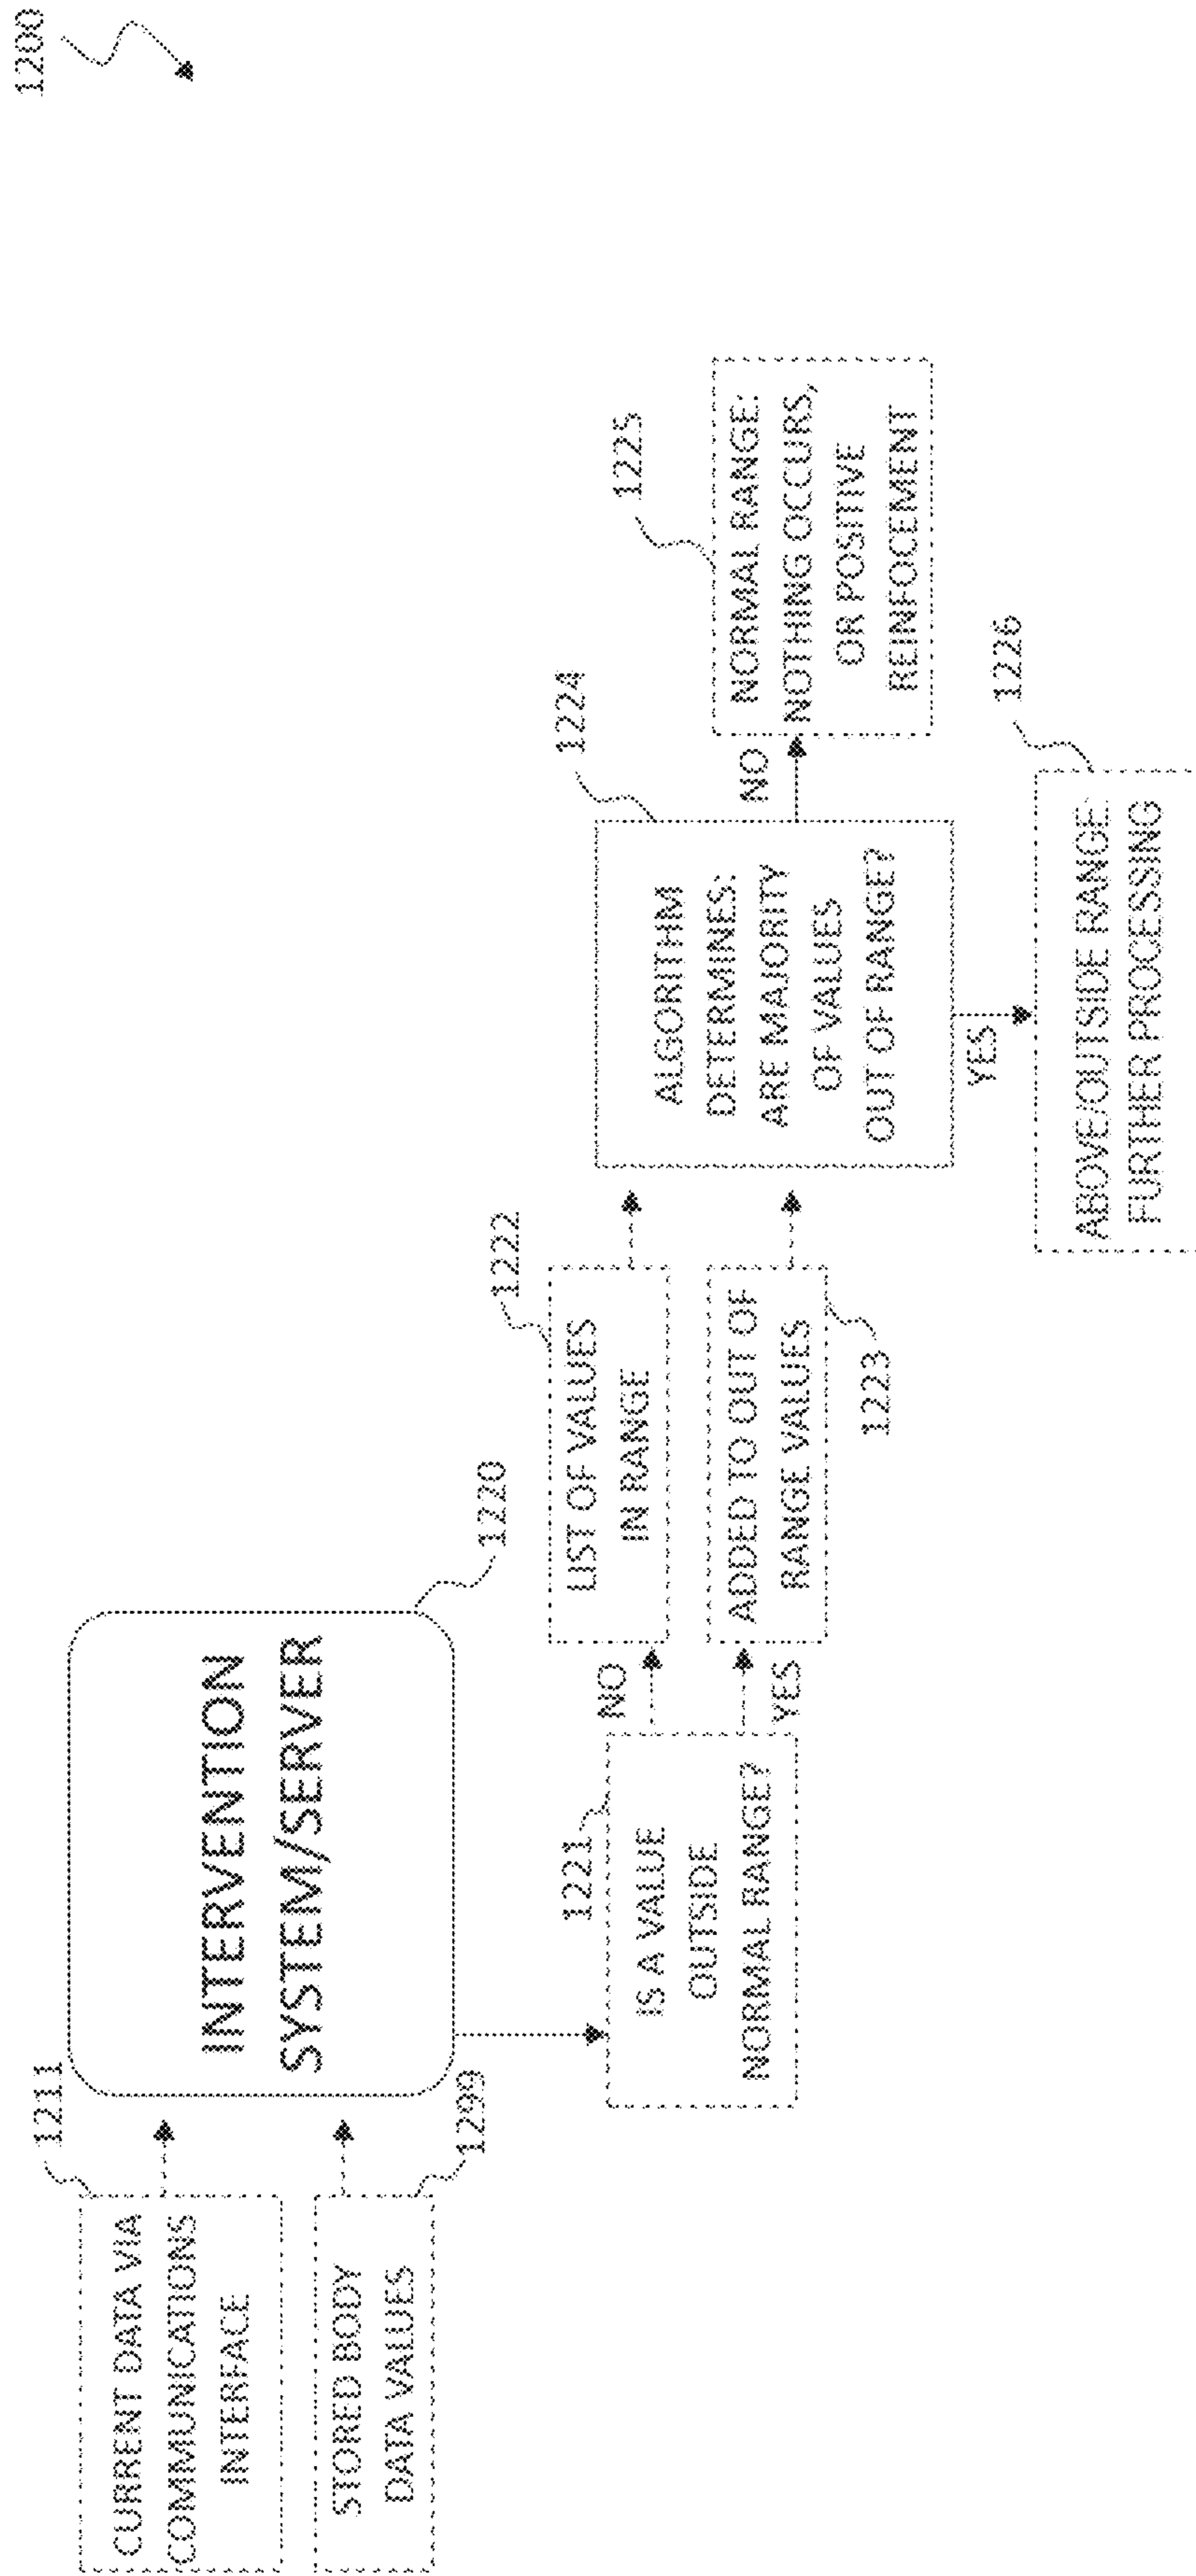 1200
1211
CURRENT DATA VIA
COMMUNICATIONS
INTERFACE
STORED BODY
DATA VALUES
1299
INTERVENTION
SYSTEM/SERVER
1220
1221
IS A VALUE
OUTSIDE
NORMAL RANGE?
NO
YES
1222
LIST OF VALUES
IN RANGE
ADDED TO OUT OF
RANGE VALUES
1223
1224
ALGORITHM
DETERMINES:
ARE MAJORITY
OF VALUES
OUT OF RANGE?
NO
YES
1225
NORMAL RANGE:
NOTHING OCCURS,
OR POSITIVE
REINFOCEMENT
1226
ABOVE/OUTSIDE RANGE:
FURTHER PROCESSING